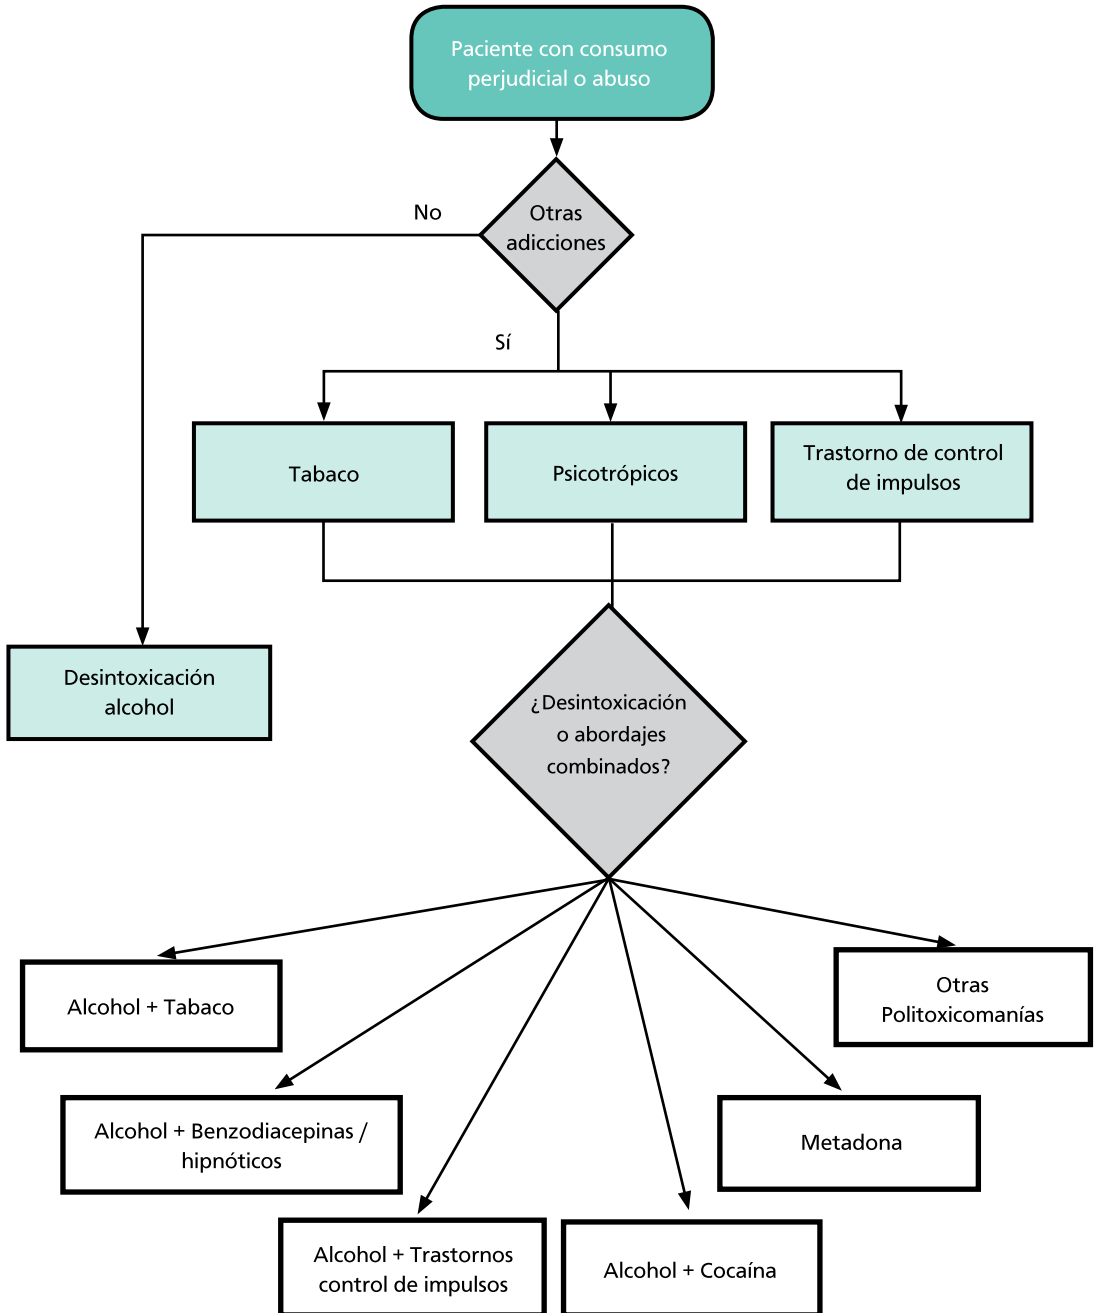 Paciente con consumo
perjudicial o abuso
No
Otras
adicciones
Sí
Tabaco
Psicotrópicos
Trastorno de control
de impulsos
Desintoxicación
alcohol
¿Desintoxicación
o abordajes
combinados?
Alcohol + Tabaco
Otras
Politoxicomanías
Alcohol + Benzodiacepinas /
hipnóticos
Metadona
Alcohol + Trastornos
control de impulsos
Alcohol + Cocaína